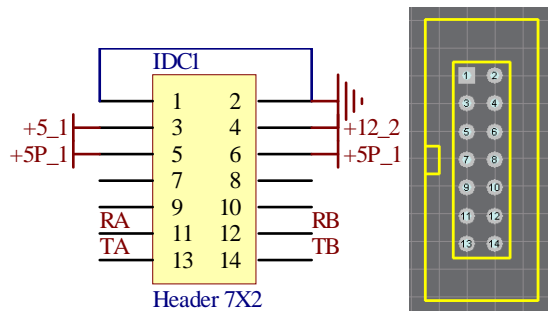 IDC1
1 2
+5_1 3 4 +12_2
+5P_1 5 6 +5P_1
7 8
9 10
RA 11 12 RB
TA 13 14 TB
Header 7X2
1 2
3 4
5 6
7 8
9 10
11 12
13 14